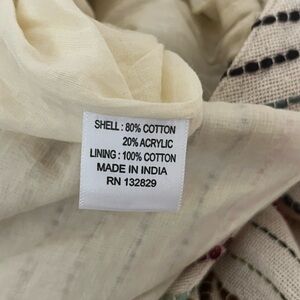 SHELL : 80% COTTON
20% ACRYLIC
LINING : 100% COTTON
MADE IN INDIA
RN 132829